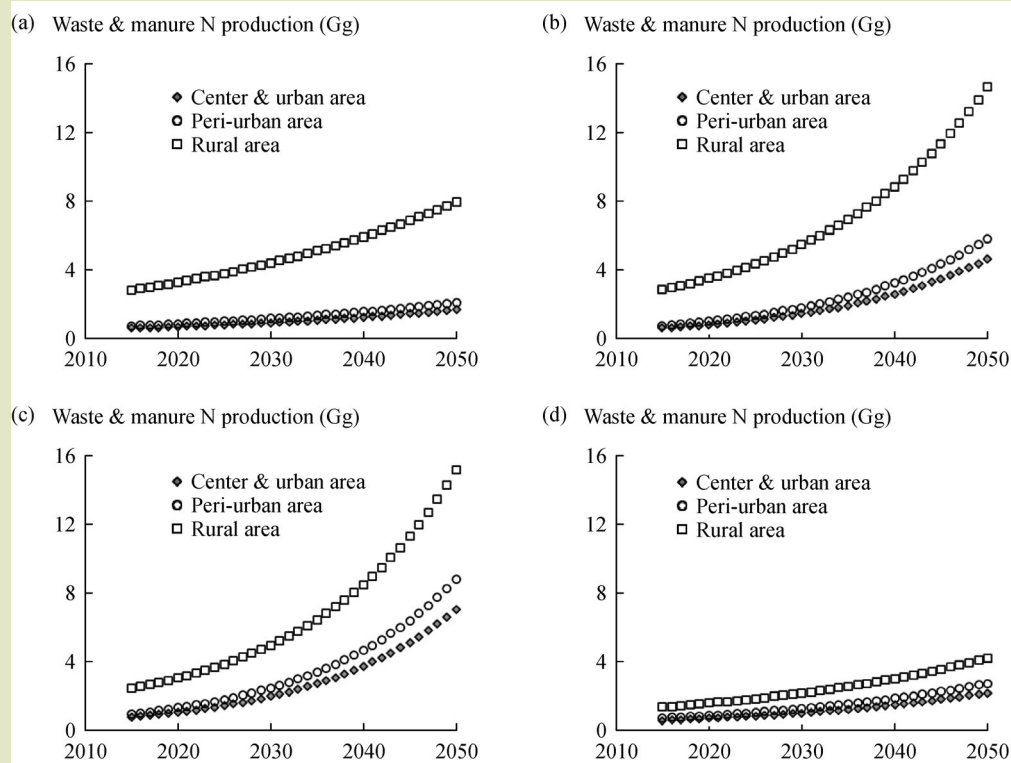 (a) Waste & manure N production (Gg)
16
12
8
4
0
2010 2020 2030 2040 2050
Center & urban area
Peri-urban area
Rural area
(b) Waste & manure N production (Gg)
16
12
8
4
0
2010 2020 2030 2040 2050
Center & urban area
Peri-urban area
Rural area
(c) Waste & manure N production (Gg)
16
12
8
4
0
2010 2020 2030 2040 2050
Center & urban area
Peri-urban area
Rural area
(d) Waste & manure N production (Gg)
16
12
8
4
0
2010 2020 2030 2040 2050
Center & urban area
Peri-urban area
Rural area